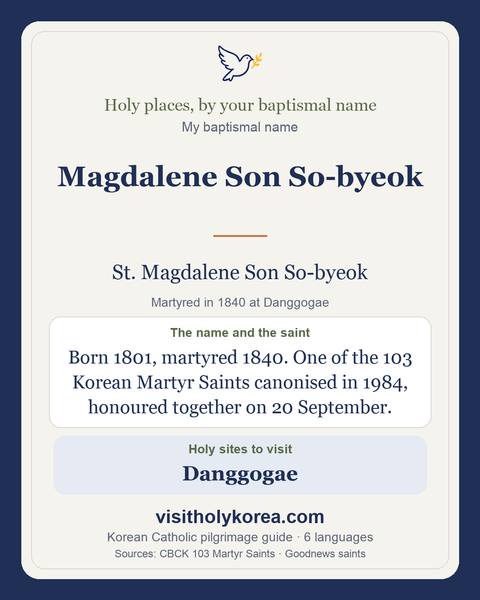 Holy places, by your baptismal name
My baptismal name
Magdalene Son So-byeok
St. Magdalene Son So-byeok
Martyred in 1840 at Danggogae
The name and the saint
Born 1801, martyred 1840. One of the 103
Korean Martyr Saints canonised in 1984,
honoured together on 20 September.
Holy sites to visit
Danggogae
visitholykorea.com
Korean Catholic pilgrimage guide · 6 languages
Sources: CBCK 103 Martyr Saints · Goodnews saints